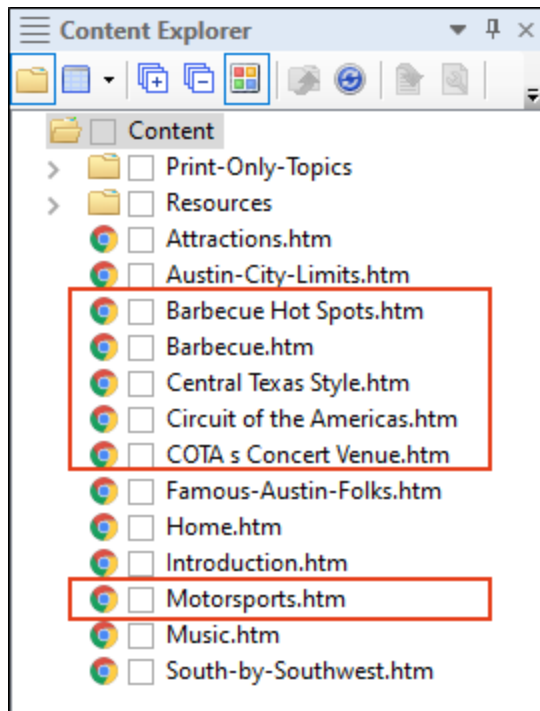 Content Explorer
Content
Print-Only-Topics
Resources
Attractions.htm
Austin-City-Limits.htm
Barbecue Hot Spots.htm
Barbecue.htm
Central Texas Style.htm
Circuit of the Americas.htm
COTA s Concert Venue.htm
Famous-Austin-Folks.htm
Home.htm
Introduction.htm
Motorsports.htm
Music.htm
South-by-Southwest.htm